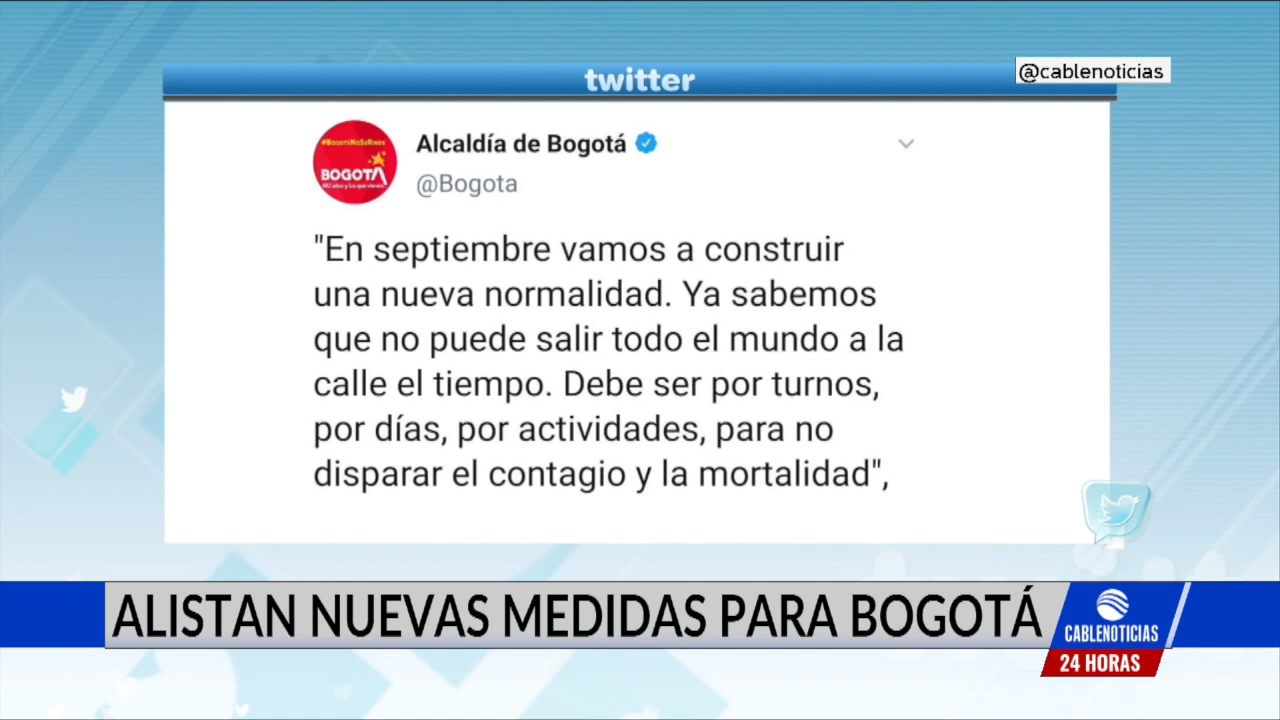 twitter
@cablenoticias
#BogotáNoSeRinde
BOGOTÁ
Alcaldía de Bogotá
@Bogota
"En septiembre vamos a construir
una nueva normalidad. Ya sabemos
que no puede salir todo el mundo a la
calle el tiempo. Debe ser por turnos,
por días, por actividades, para no
disparar el contagio y la mortalidad",
ALISTAN NUEVAS MEDIDAS PARA BOGOTÁ
CABLENOTICIAS
24 HORAS